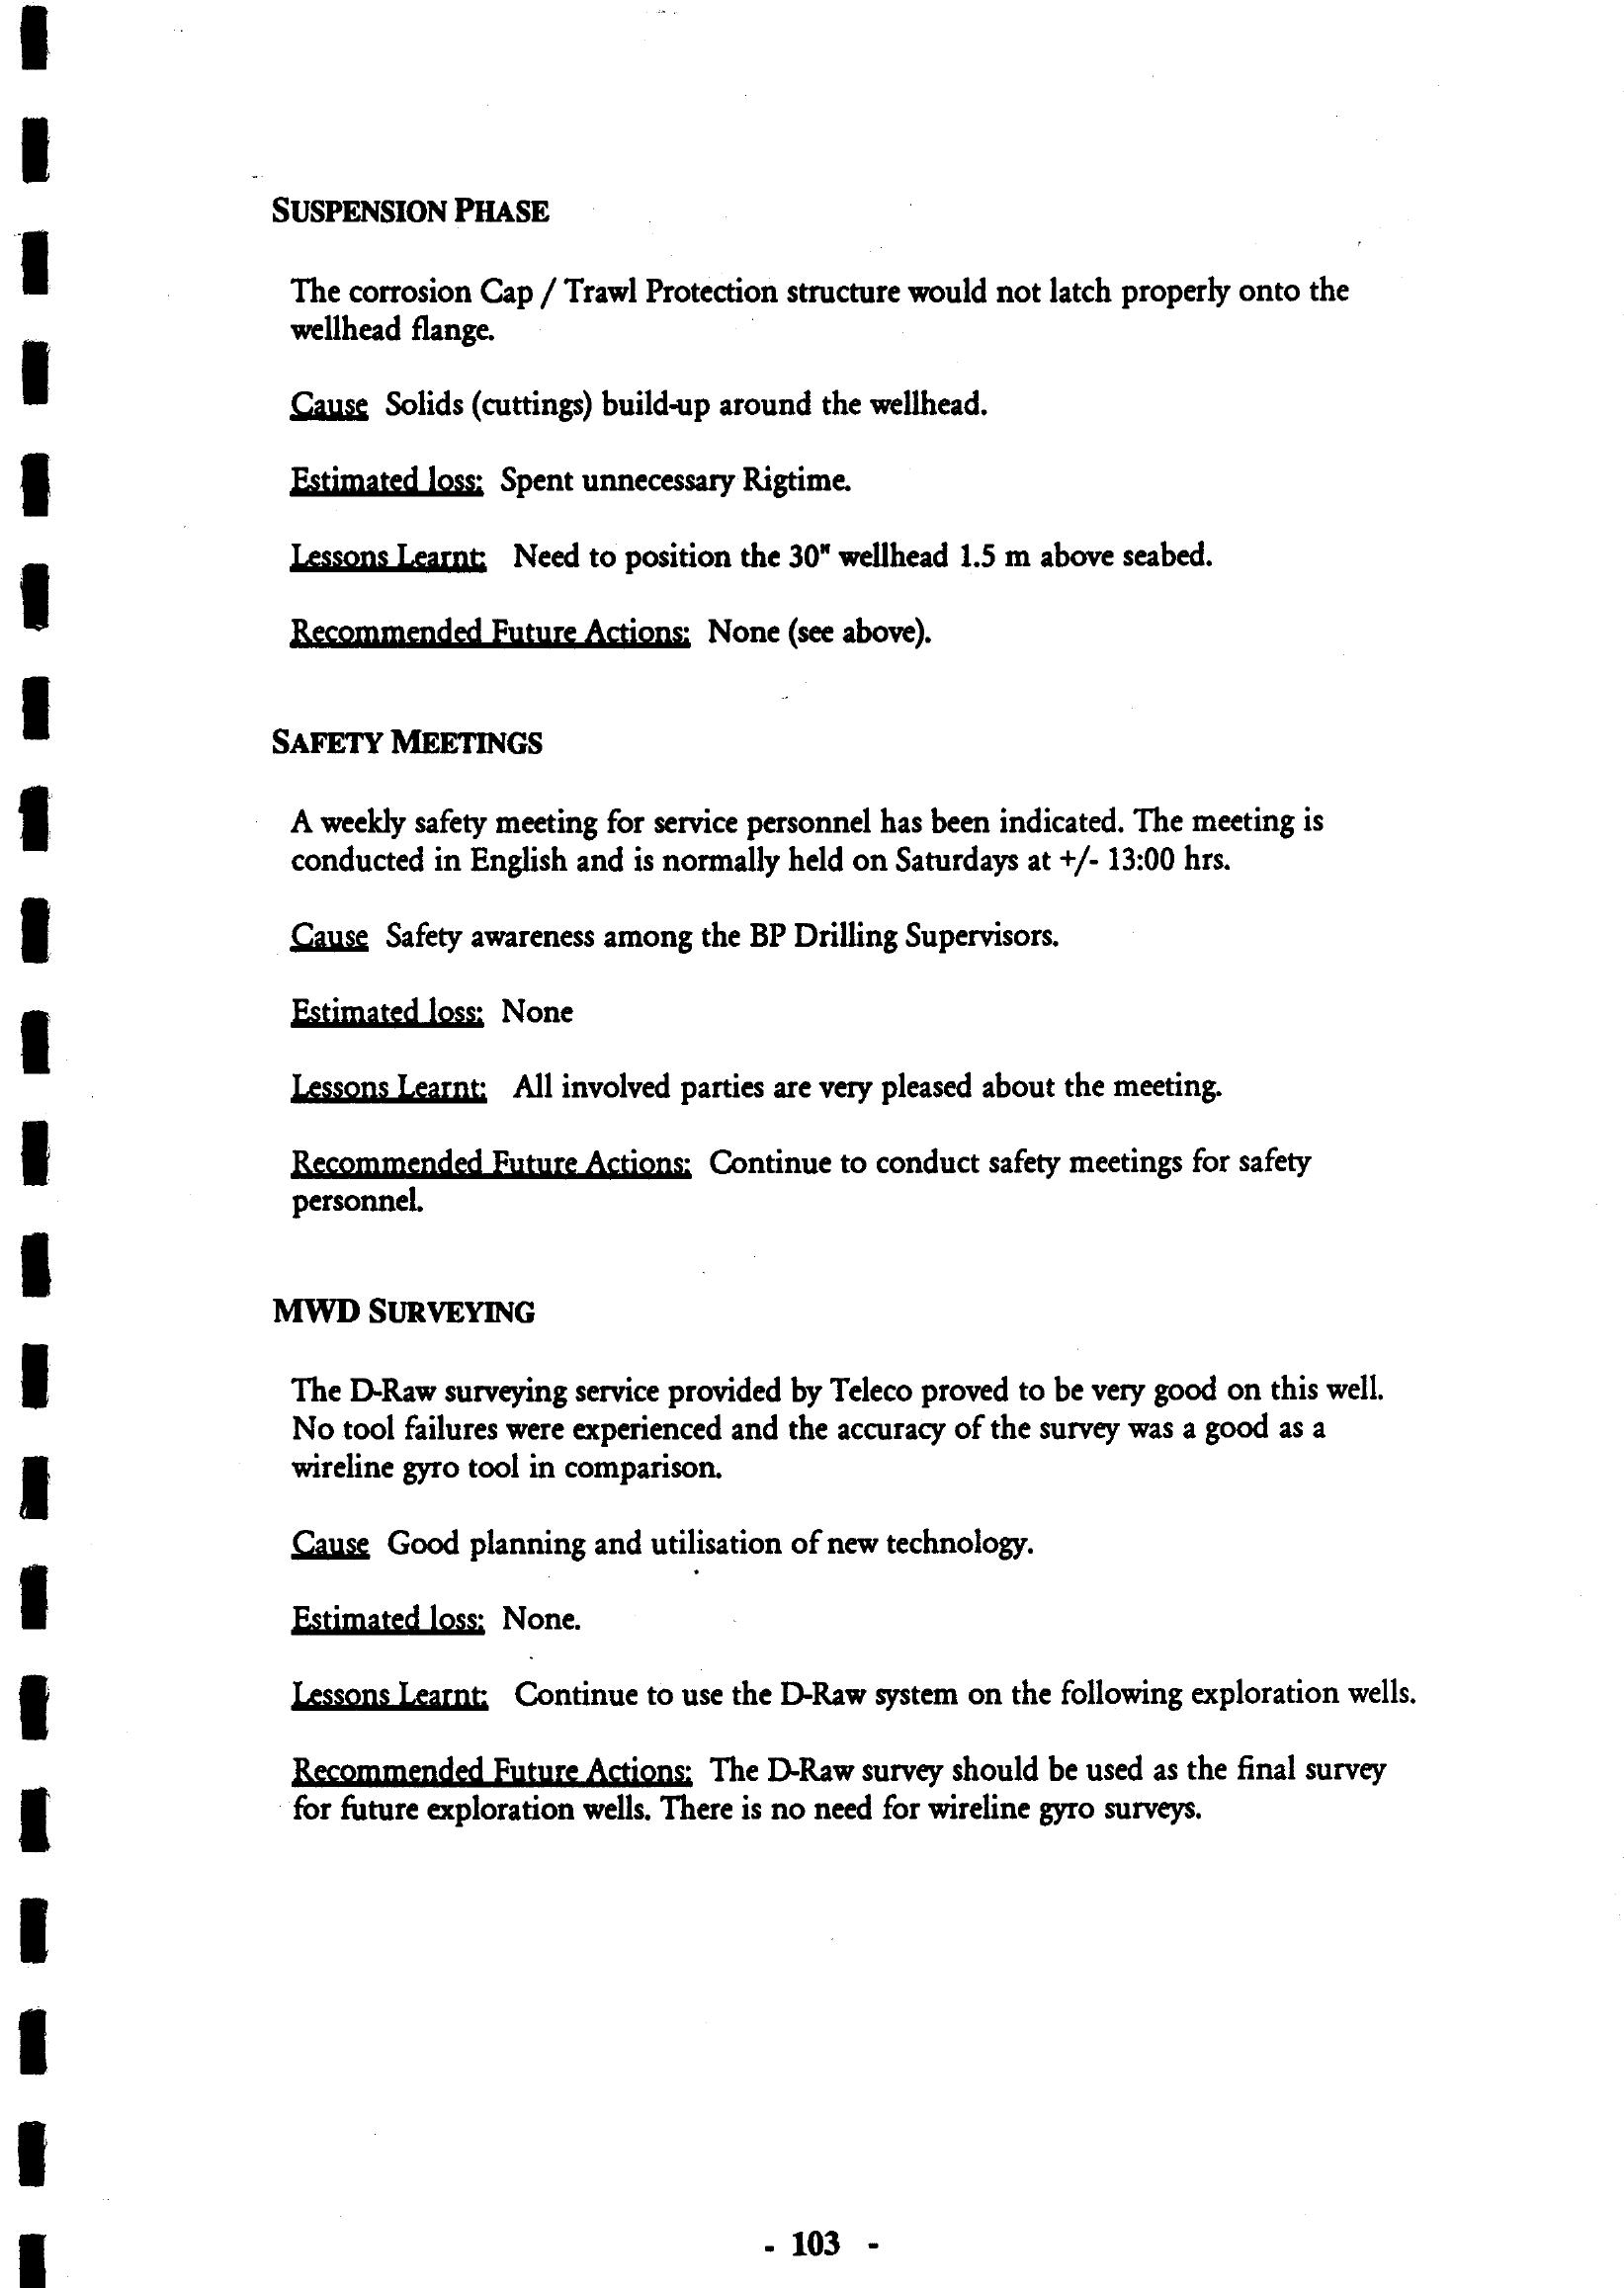 SUSPENSION PHASE
The corrosion Cap / Trawl Protection structure would not latch properly onto the
wellhead flange.
Cause Solids (cuttings) build-up around the wellhead.
Estimated loss: Spent unnecessary Rigtime.
Lessons Learnt: Need to position the 30" wellhead 1.5 m above seabed.
Recommended Future Actions: None (see above).
SAFETY MEETINGS
A weekly safety meeting for service personnel has been indicated. The meeting is
conducted in English and is normally held on Saturdays at +/- 13:00 hrs.
Cause Safety awareness among the BP Drilling Supervisors.
Estimated loss: None
Lessons Learnt: All involved parties are very pleased about the meeting.
Recommended Future Actions: Continue to conduct safety meetings for safety
personnel.
MWD SURVEYING
The D-Raw surveying service provided by Teleco proved to be very good on this well.
No tool failures were experienced and the accuracy of the survey was a good as a
wireline gyro tool in comparison.
Cause Good planning and utilisation of new technology.
Estimated loss: None.
Lessons Learnt: Continue to use the D-Raw system on the following exploration wells.
Recommended Future Actions: The D-Raw survey should be used as the final survey
for future exploration wells. There is no need for wireline gyro surveys.
- 103 -